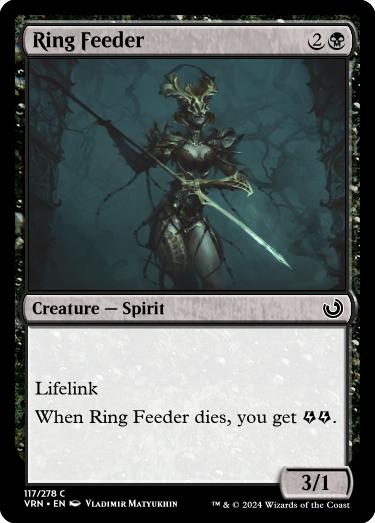 Ring Feeder 2
Creature — Spirit
Lifelink
When Ring Feeder dies, you get
3/1
117/278 C
VRN • EN Vladimir Matyukhin
™ & © 2024 Wizards of the Coast